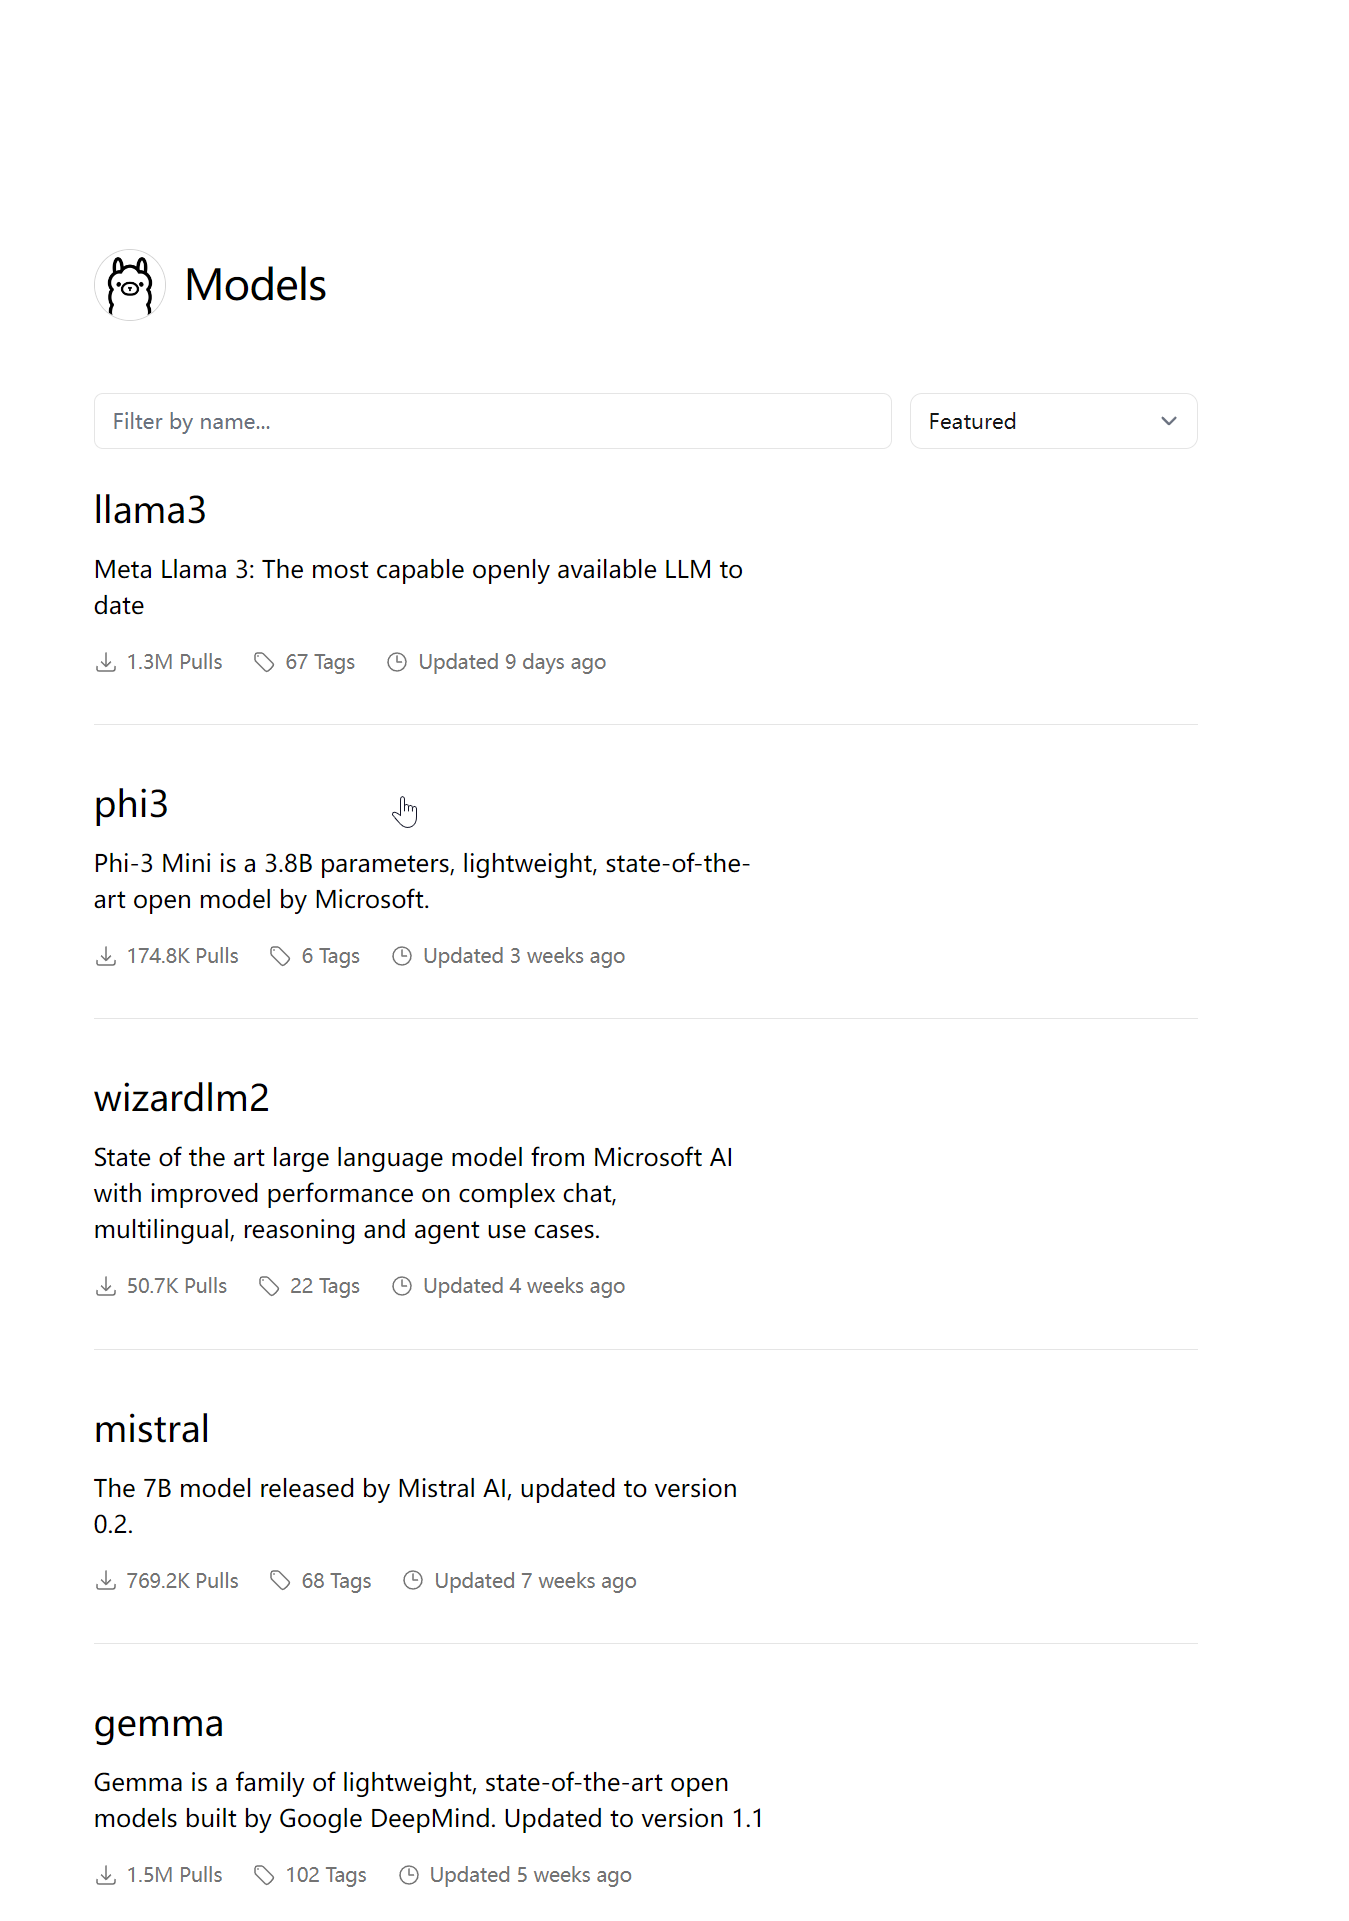 Models
Filter by name...
Featured
llama3
Meta Llama 3: The most capable openly available LLM to
date
1.3M Pulls 67 Tags Updated 9 days ago
phi3
Phi-3 Mini is a 3.8B parameters, lightweight, state-of-the-
art open model by Microsoft.
174.8K Pulls 6 Tags Updated 3 weeks ago
wizardlm2
State of the art large language model from Microsoft AI
with improved performance on complex chat,
multilingual, reasoning and agent use cases.
50.7K Pulls 22 Tags Updated 4 weeks ago
mistral
The 7B model released by Mistral AI, updated to version
0.2.
769.2K Pulls 68 Tags Updated 7 weeks ago
gemma
Gemma is a family of lightweight, state-of-the-art open
models built by Google DeepMind. Updated to version 1.1
1.5M Pulls 102 Tags Updated 5 weeks ago